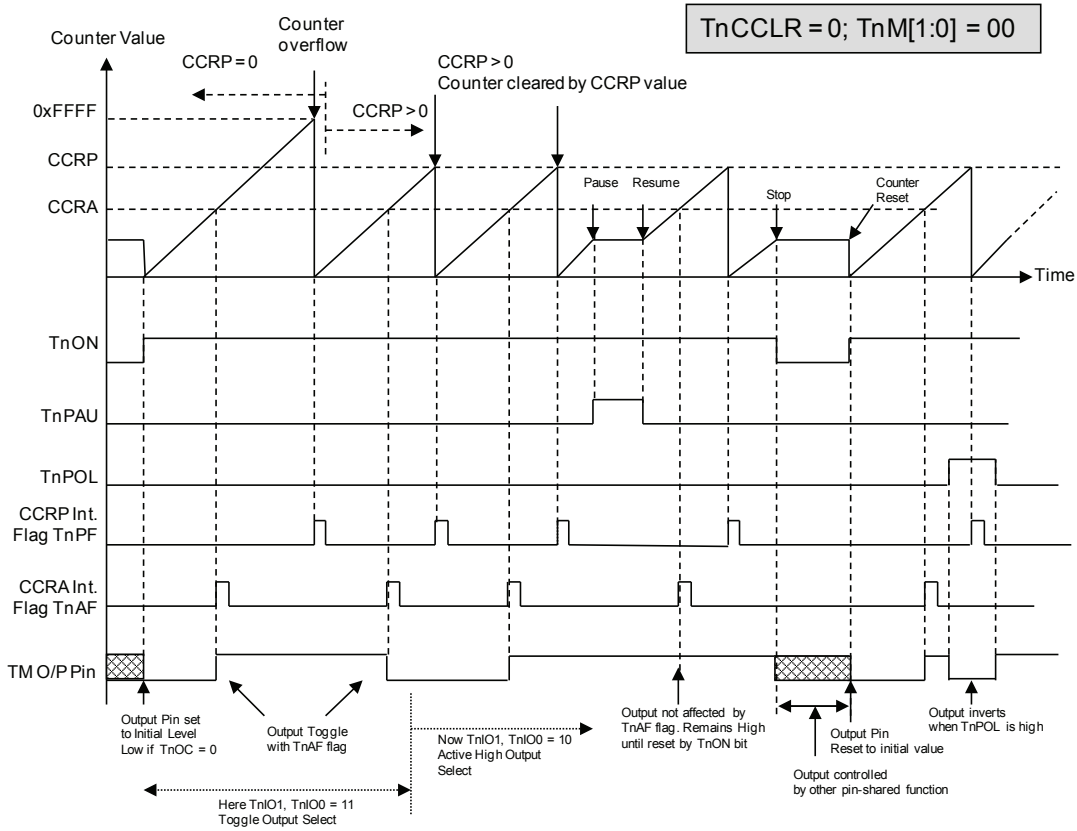 TnCCLR = 0; TnM[1:0] = 00
Counter Value
Counter
overflow
CCRP = 0
CCRP > 0
CCRP > 0
Counter cleared by CCRP value
0xFFFF
CCRP
CCRA
Pause
Resume
Stop
Counter
Reset
Time
TnON
TnPAU
TnPOL
CCRP Int.
Flag TnPF
CCRA Int.
Flag TnAF
TM O/P Pin
Output Pin set
to Initial Level
Low if TnOC = 0
Output Toggle
with TnAF flag
Here TnIO1, TnIO0 = 11
Toggle Output Select
Now TnIO1, TnIO0 = 10
Active High Output
Select
Output not affected by
TnAF flag. Remains High
until reset by TnON bit
Output Pin
Reset to initial value
Output controlled
by other pin-shared function
Output inverts
when TnPOL is high